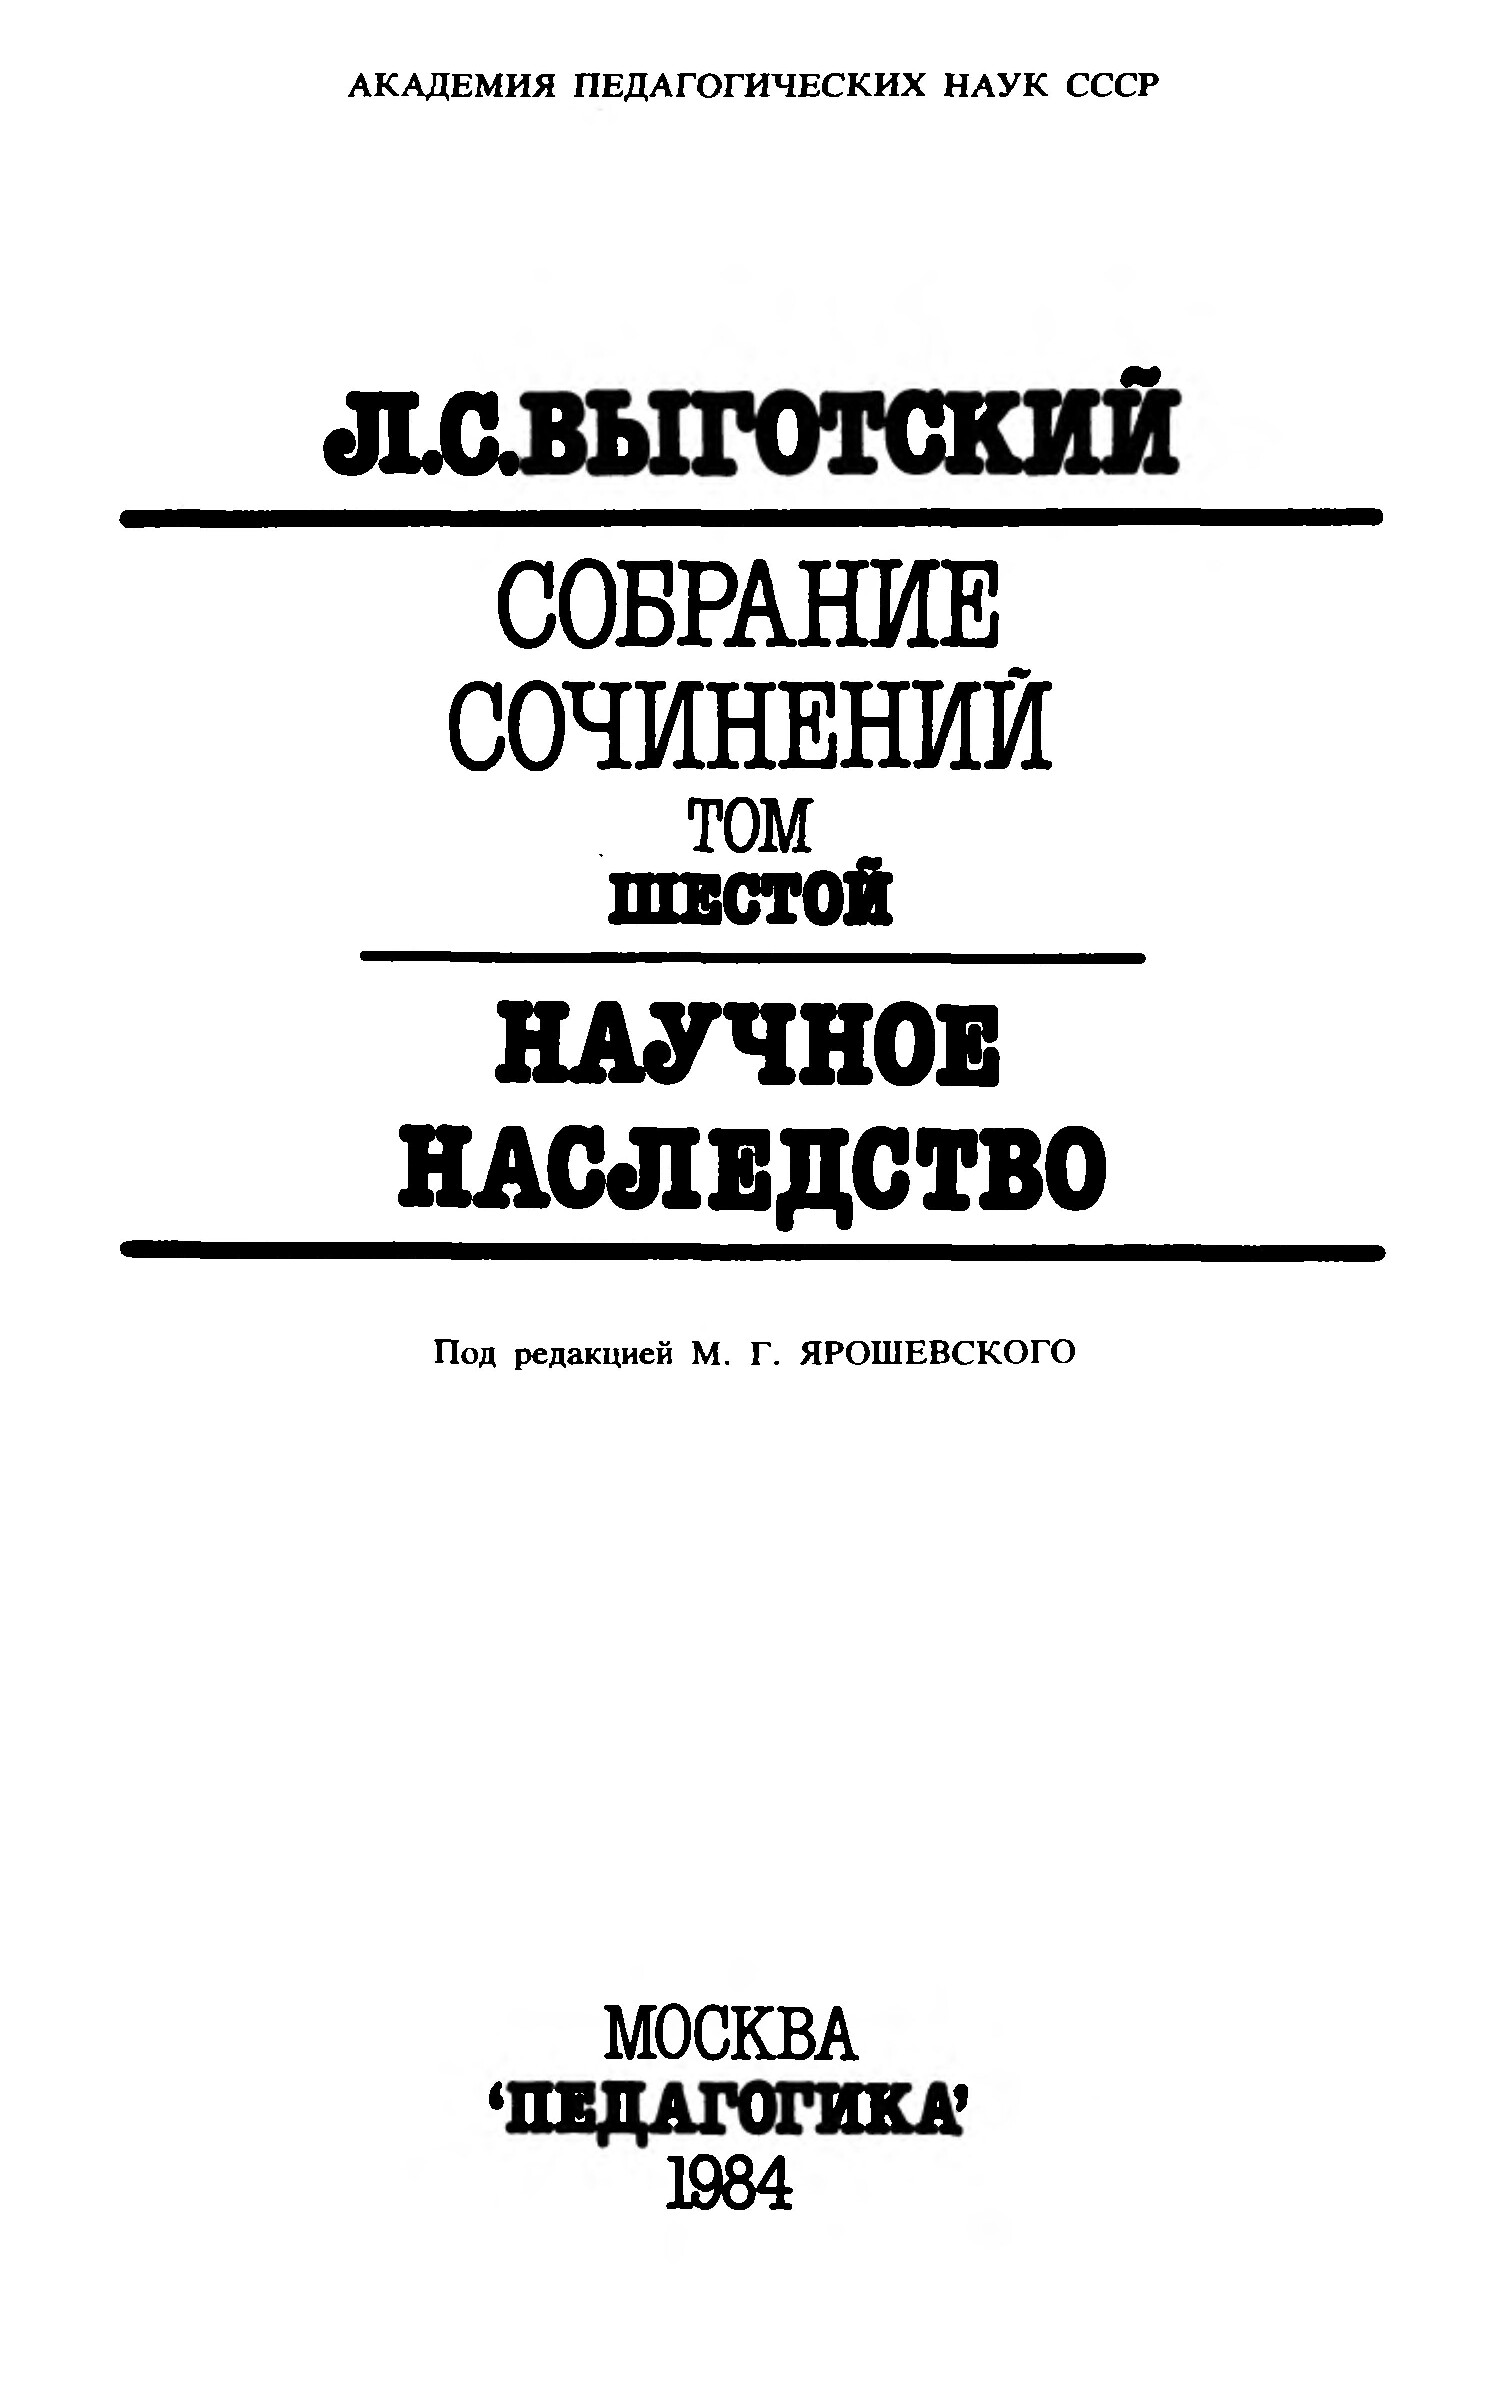 АКАДЕМИЯ ПЕДАГОГИЧЕСКИХ НАУК СССР
Л.С.ВЫГОТСКИЙ
СОБРАНИЕ
СОЧИНЕНИЙ
ТОМ
ШЕСТОЙ
НАУЧНОЕ
НАСЛЕДСТВО
Под редакцией М. Г. ЯРОШЕВСКОГО
МОСКВА
‘ПЕДАГОГИКА’
1984